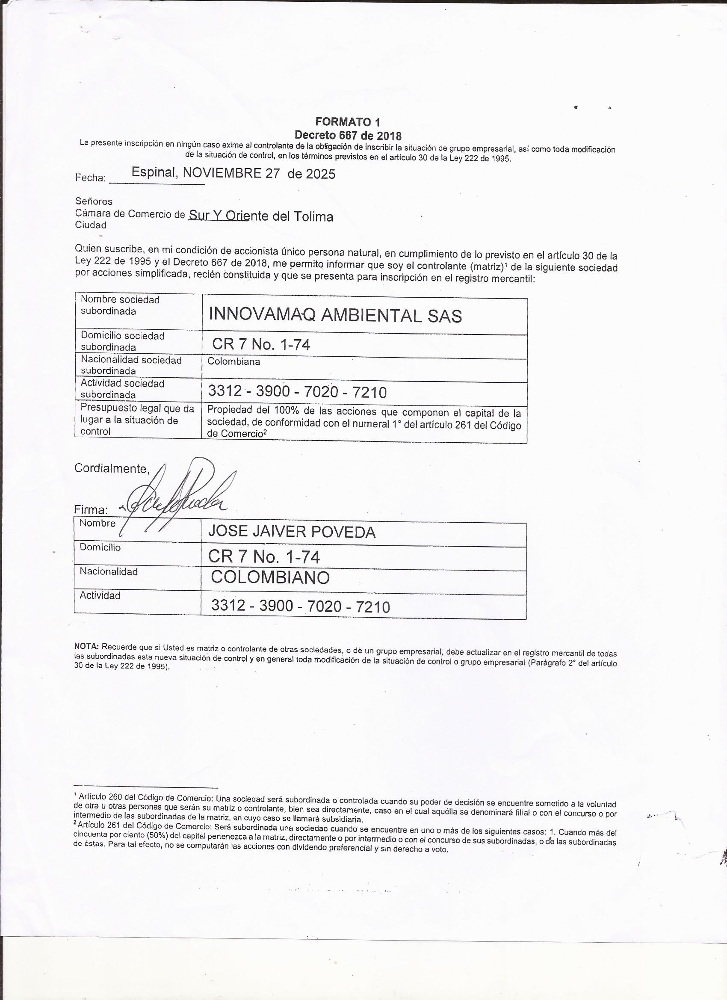 FORMATO 1
Decreto 667 de 2018
La presente inscripción en ningún caso exime al controlante de la obligación de inscribir la situación de grupo empresarial, así como toda modificación
de la situación de control, en los términos previstos en el artículo 30 de la Ley 222 de 1995.
Fecha: Espinal, NOVIEMBRE 27 de 2025
Señores
Cámara de Comercio de Sur Y Oriente del Tolima
Ciudad
Quien suscribe, en mi condición de accionista único persona natural, en cumplimiento de lo previsto en el artículo 30 de la
Ley 222 de 1995 y el Decreto 667 de 2018, me permito informar que soy el controlante (matriz)¹ de la siguiente sociedad
por acciones simplificada, recién constituida y que se presenta para inscripción en el registro mercantil:
Nombre sociedad
subordinada
INNOVAMAQ AMBIENTAL SAS
Domicilio sociedad
subordinada
CR 7 No. 1-74
Nacionalidad sociedad
subordinada
Colombiana
Actividad sociedad
subordinada
3312 - 3900 - 7020 - 7210
Presupuesto legal que da
lugar a la situación de
control
Propiedad del 100% de las acciones que componen el capital de la
sociedad, de conformidad con el numeral 1° del artículo 261 del Código
de Comercio²
Cordialmente,
Firma:
Nombre
JOSE JAIVER POVEDA
Domicilio
CR 7 No. 1-74
Nacionalidad
COLOMBIANO
Actividad
3312 - 3900 - 7020 - 7210
NOTA: Recuerde que si Usted es matriz o controlante de otras sociedades, o de un grupo empresarial, debe actualizar en el registro mercantil de todas
las subordinadas esta nueva situación de control y en general toda modificación de la situación de control o grupo empresarial (Parágrafo 2° del artículo
30 de la Ley 222 de 1995).
¹ Artículo 260 del Código de Comercio: Una sociedad será subordinada o controlada cuando su poder de decisión se encuentre sometido a la voluntad
de otra u otras personas que serán su matriz o controlante, bien sea directamente, caso en el cual aquélla se denominará filial o con el concurso o por
intermedio de las subordinadas de la matriz, en cuyo caso se llamará subsidiaria.
² Artículo 261 del Código de Comercio: Será subordinada una sociedad cuando se encuentre en uno o más de los siguientes casos: 1. Cuando más del
cincuenta por ciento (50%) del capital pertenezca a la matriz, directamente o por intermedio o con el concurso de sus subordinadas, o de las subordinadas
de éstas. Para tal efecto, no se computarán las acciones con dividendo preferencial y sin derecho a voto.